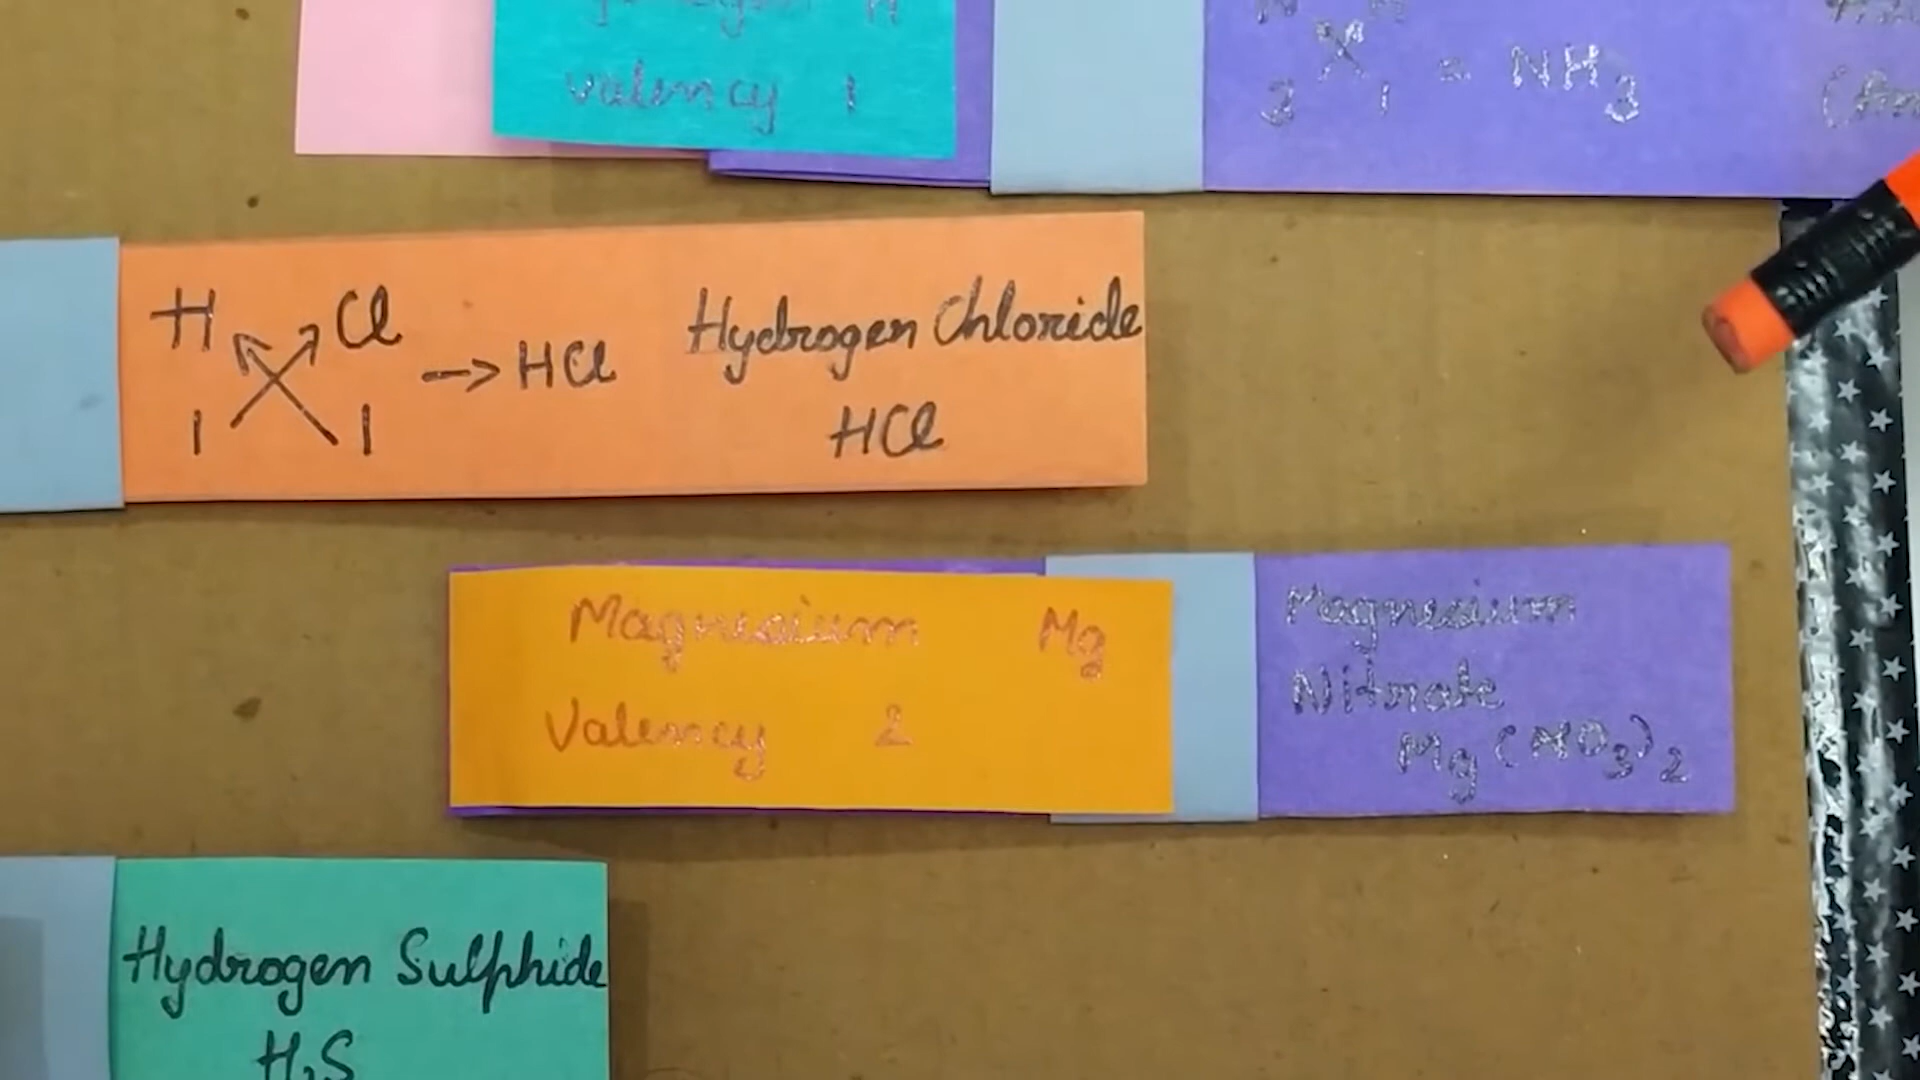 H
valency 1
3 1 = NH3
H Cl
1 1 → HCl
Hydrogen Chloride
HCl
Magnesium Mg
Valency 2
Magnesium
Nitrate
Mg(NO3)2
Hydrogen Sulphide
H2S